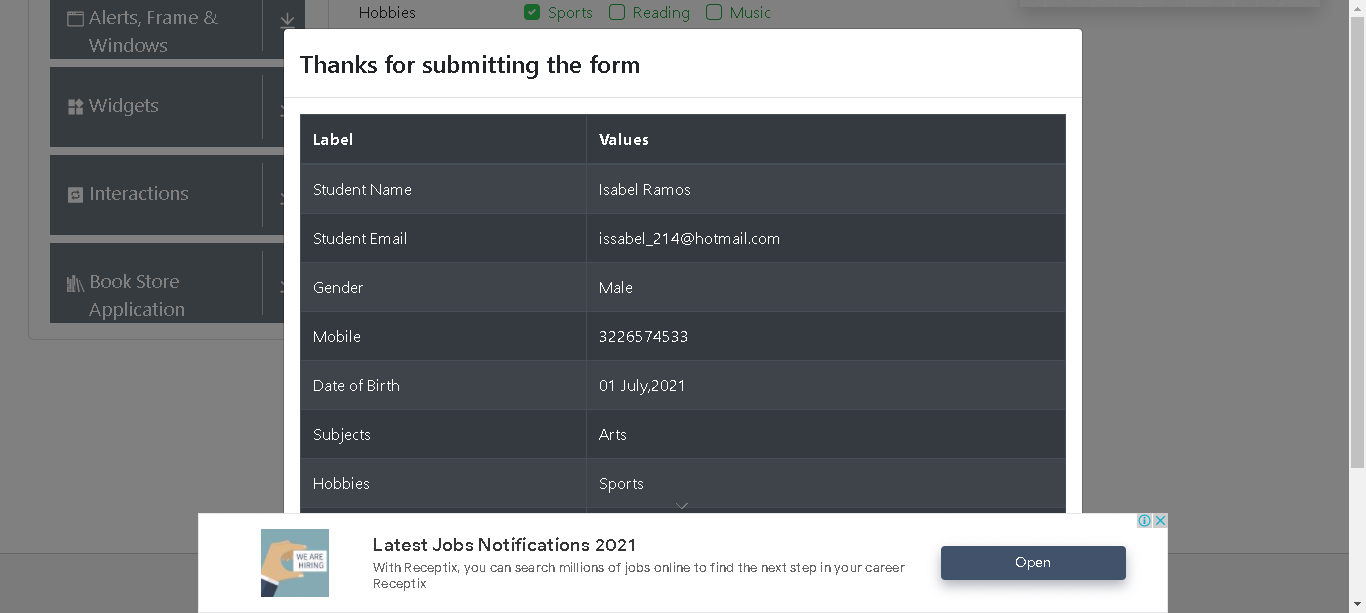 Alerts, Frame &
Windows
Hobbies
Sports
Reading
Music
Thanks for submitting the form
Widgets
Interactions
Book Store
Application
Label Values
Student Name Isabel Ramos
Student Email issabel_214@hotmail.com
Gender Male
Mobile 3226574533
Date of Birth 01 July,2021
Subjects Arts
Hobbies Sports
WE ARE
HIRING
Latest Jobs Notifications 2021
With Receptix, you can search millions of jobs online to find the next step in your career
Receptix
Open